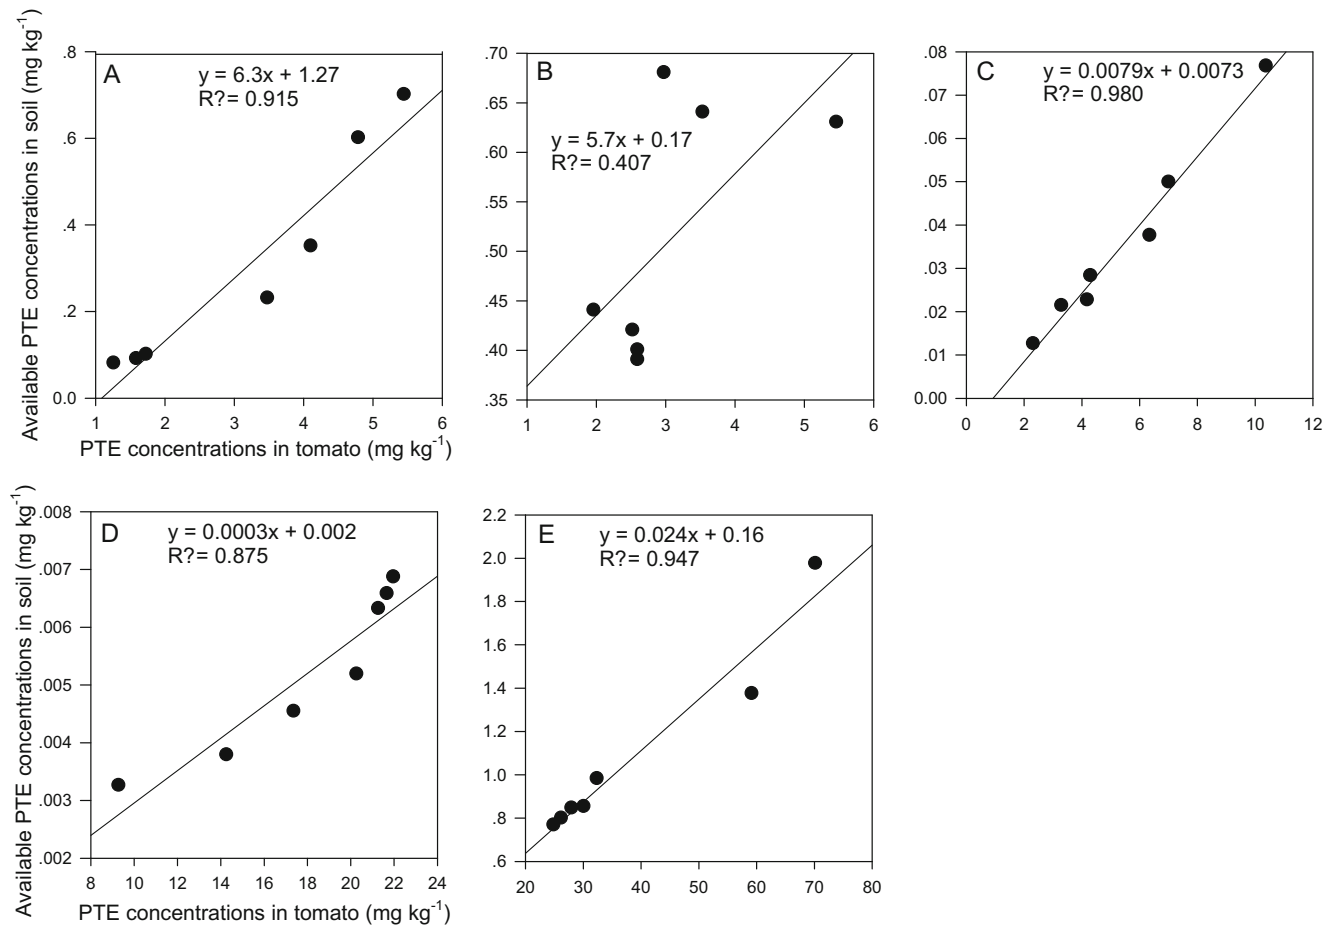 Available PTE concentrations in soil (mg kg-1)
A
y = 6.3x + 1.27
R?= 0.915
.8
.6
.4
.2
0.0
1 2 3 4 5 6
PTE concentrations in tomato (mg kg-1)
B
y = 5.7x + 0.17
R?= 0.407
.70
.65
.60
.55
.50
.45
.40
.35
1 2 3 4 5 6
C
y = 0.0079x + 0.0073
R?= 0.980
.08
.07
.06
.05
.04
.03
.02
.01
0.00
0 2 4 6 8 10 12
Available PTE concentrations in soil (mg kg-1)
D
y = 0.0003x + 0.002
R?= 0.875
.008
.007
.006
.005
.004
.003
.002
8 10 12 14 16 18 20 22 24
PTE concentrations in tomato (mg kg-1)
E
y = 0.024x + 0.16
R?= 0.947
2.2
2.0
1.8
1.6
1.4
1.2
1.0
.8
.6
20 30 40 50 60 70 80